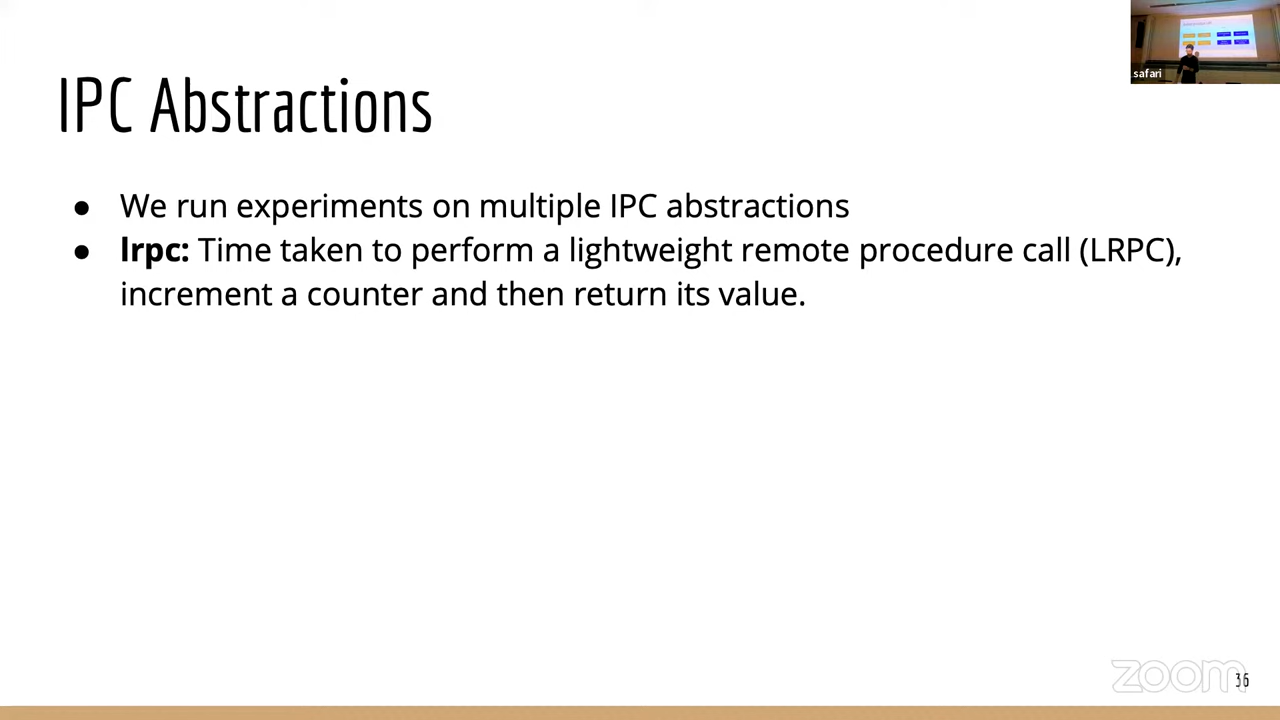 safari
IPC Abstractions
● We run experiments on multiple IPC abstractions
● lrpc: Time taken to perform a lightweight remote procedure call (LRPC),
increment a counter and then return its value.
zoom
36